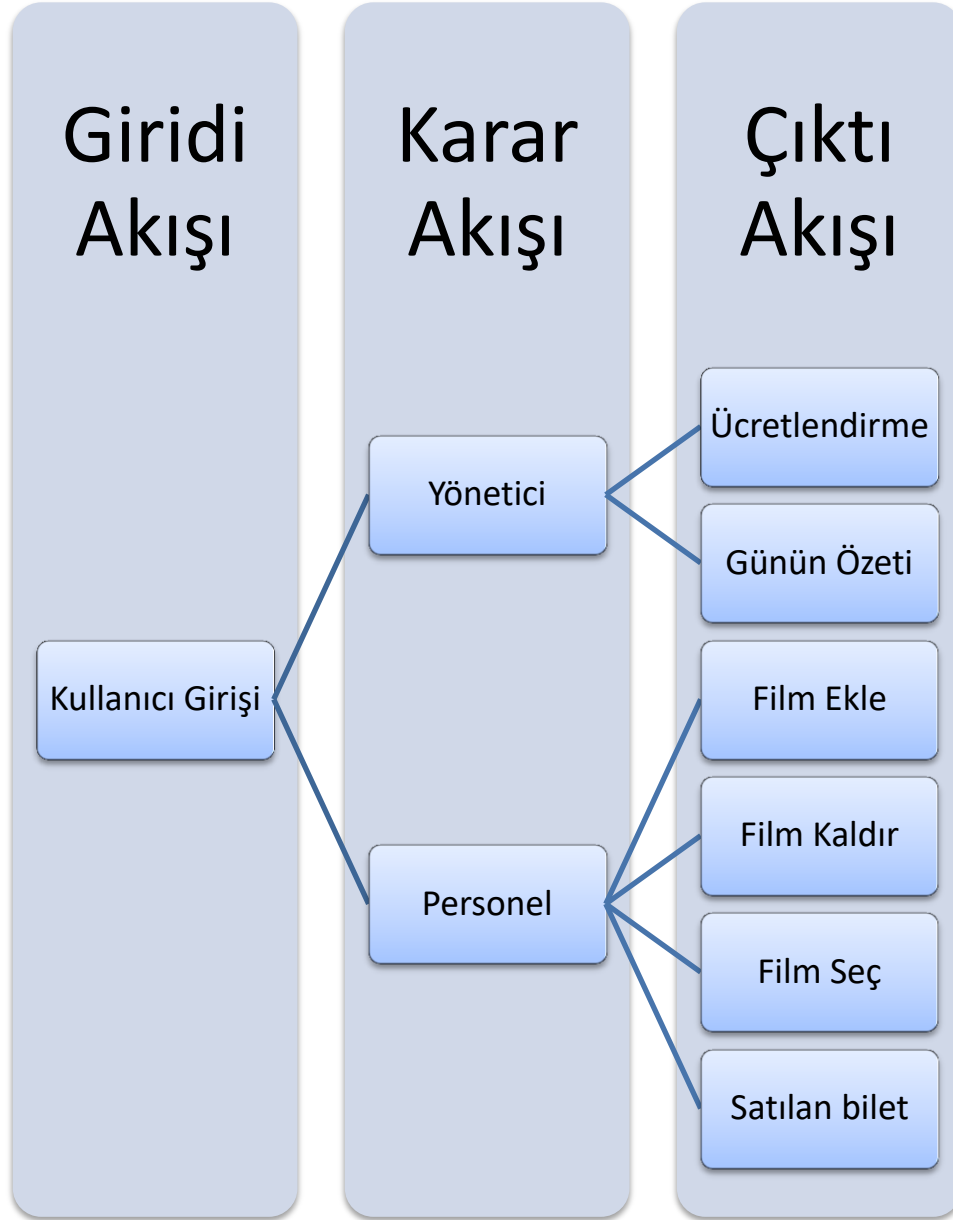 Giridi
Akışı
Karar
Akışı
Çıktı
Akışı
Kullanıcı Girişi
Yönetici
Personel
Ücretlendirme
Günün Özeti
Film Ekle
Film Kaldır
Film Seç
Satılan bilet